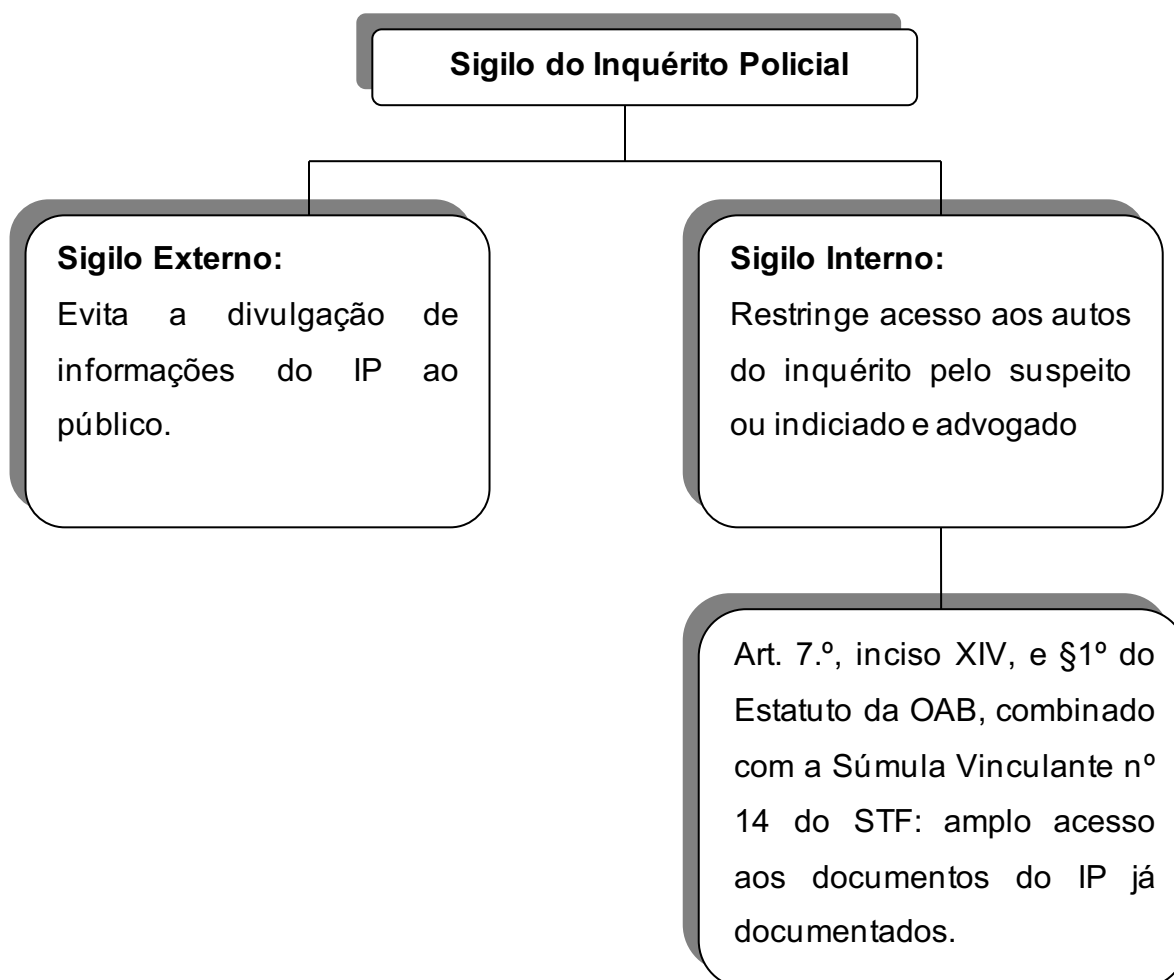 Sigilo do Inquérito Policial
Sigilo Externo:
Evita a divulgação de
informações do IP ao
público.
Sigilo Interno:
Restringe acesso aos autos
do inquérito pelo suspeito
ou indiciado e advogado
Art. 7.º, inciso XIV, e §1º do
Estatuto da OAB, combinado
com a Súmula Vinculante nº
14 do STF: amplo acesso
aos documentos do IP já
documentados.